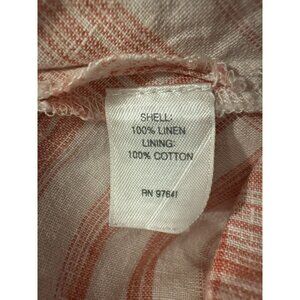 SHELL:
100% LINEN
LINING:
100% COTTON
RN 97641